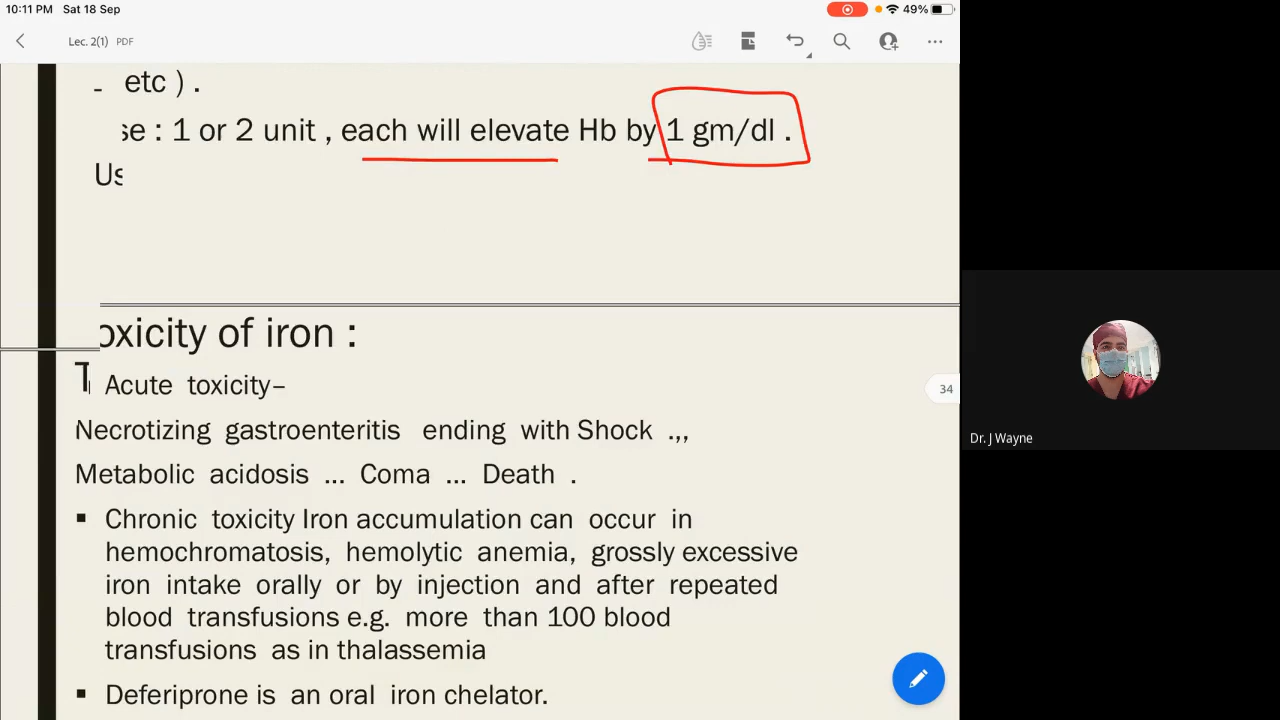 10:11 PM Sat 18 Sep 49%
Lec. 2(1) PDF
etc ) .
se : 1 or 2 unit , each will elevate Hb by 1 gm/dl .
Us
oxicity of iron :
T
Acute toxicity–
34
Necrotizing gastroenteritis ending with Shock .,,
Dr. J Wayne
Metabolic acidosis ... Coma ... Death .
▪ Chronic toxicity Iron accumulation can occur in
hemochromatosis, hemolytic anemia, grossly excessive
iron intake orally or by injection and after repeated
blood transfusions e.g. more than 100 blood
transfusions as in thalassemia
▪ Deferiprone is an oral iron chelator.